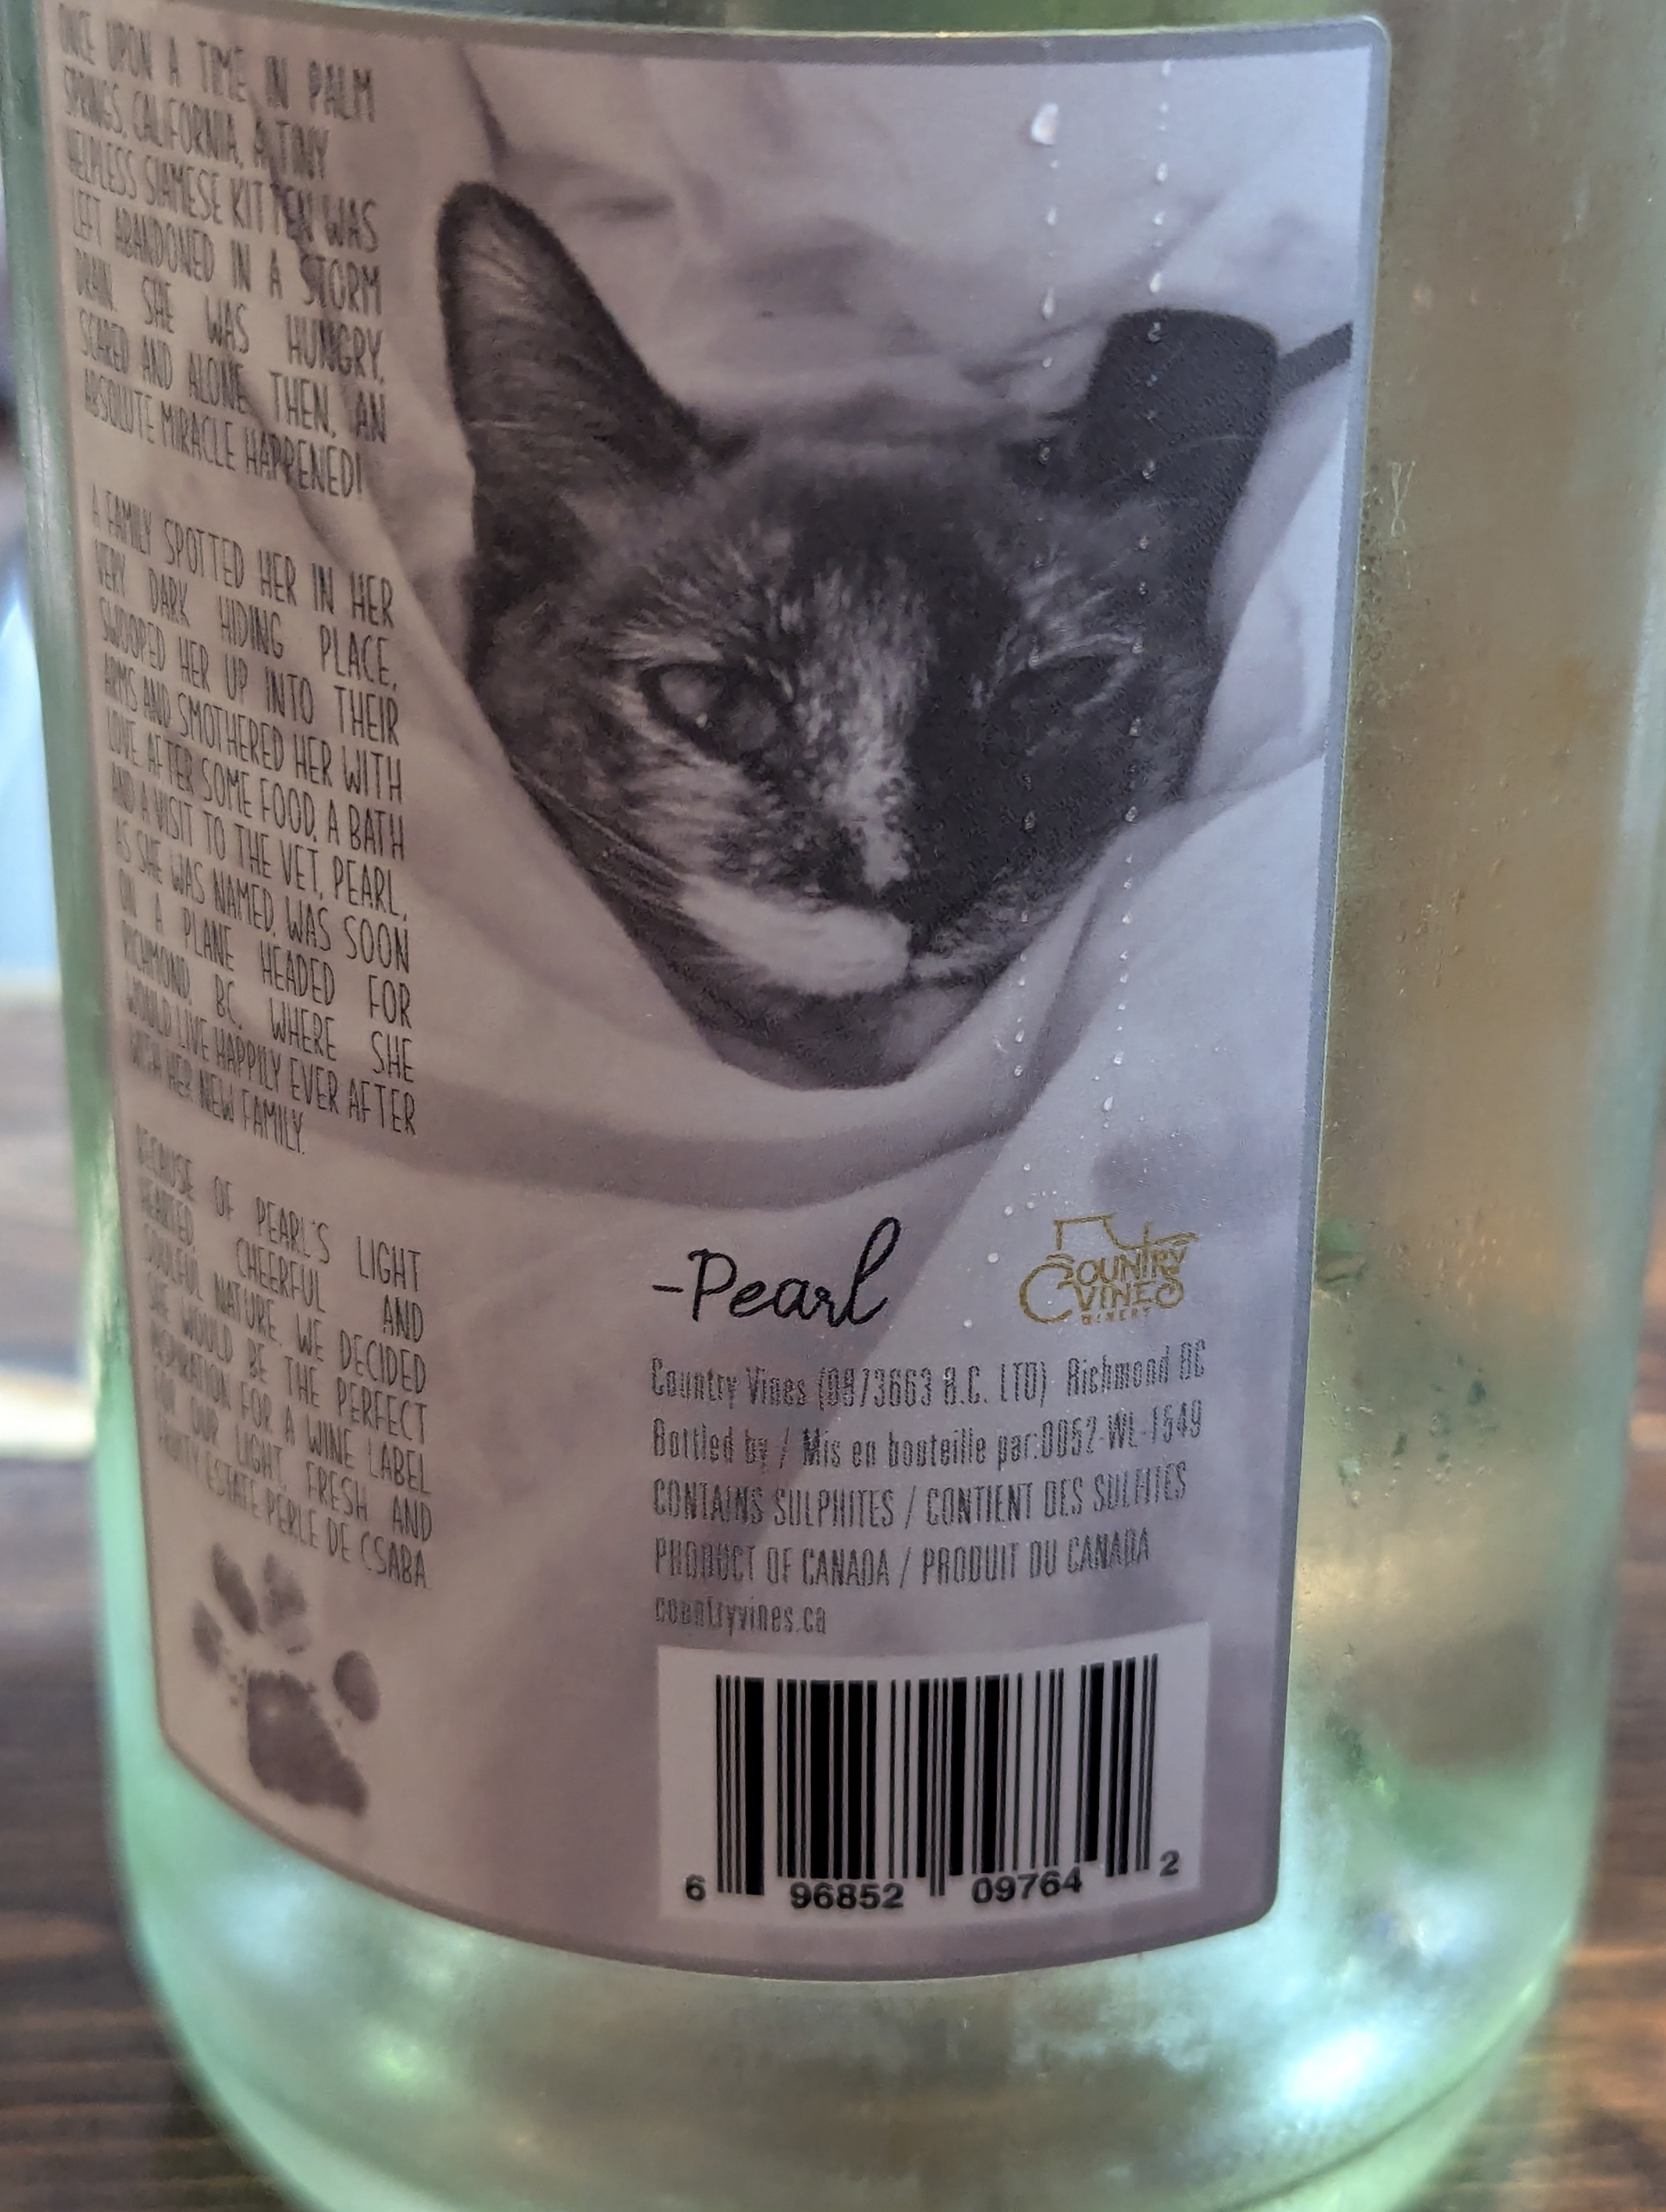 ONCE UPON A TIME IN PALM
SPRINGS, CALIFORNIA, A TINY
HELPLESS SIAMESE KITTEN WAS
LEFT ABANDONED IN A STORM
DRAIN. SHE WAS HUNGRY,
SCARED AND ALONE. THEN, AN
ABSOLUTE MIRACLE HAPPENED!
A FAMILY SPOTTED HER IN HER
VERY DARK HIDING PLACE,
SWOOPED HER UP INTO THEIR
ARMS AND SMOTHERED HER WITH
LOVE. AFTER SOME FOOD, A BATH
AND A VISIT TO THE VET, PEARL,
AS SHE WAS NAMED, WAS SOON
ON A PLANE HEADED FOR
RICHMOND, BC, WHERE SHE
WOULD LIVE HAPPILY EVER AFTER
WITH HER NEW FAMILY.
BECAUSE OF PEARL'S LIGHT
HEARTED, CHEERFUL AND
SOULFUL NATURE, WE DECIDED
SHE WOULD BE THE PERFECT
INSPIRATION FOR A WINE LABEL
FOR OUR LIGHT, FRESH AND
FRUITY ESTATE PERLE DE CSABA.
-Pearl
COUNTRY
VINES
WINERY
Country Vines (0873663 B.C. LTD) Richmond BC
Bottled by / Mis en bouteille par:0052-WL-1549
CONTAINS SULPHITES / CONTIENT DES SULFITES
PRODUCT OF CANADA / PRODUIT DU CANADA
countryvines.ca
6 96852 09764 2